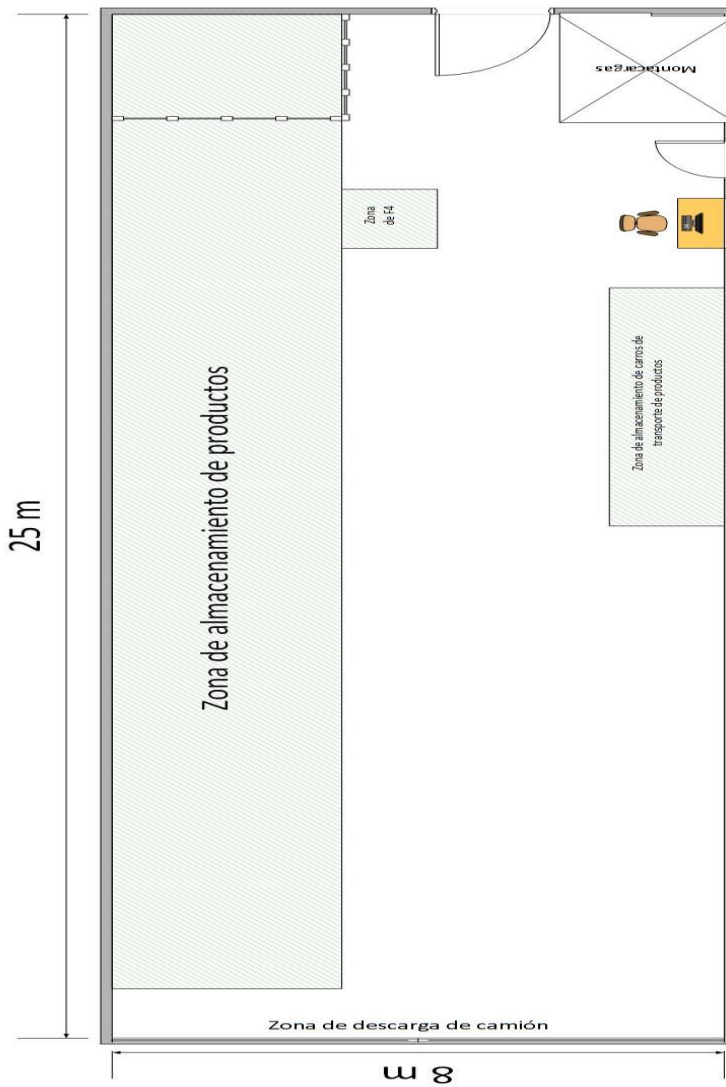 Montacargas
Zona
de F4
Zona de almacenamiento de carros de
transporte de productos
Zona de almacenamiento de productos
25 m
Zona de descarga de camión
8 m